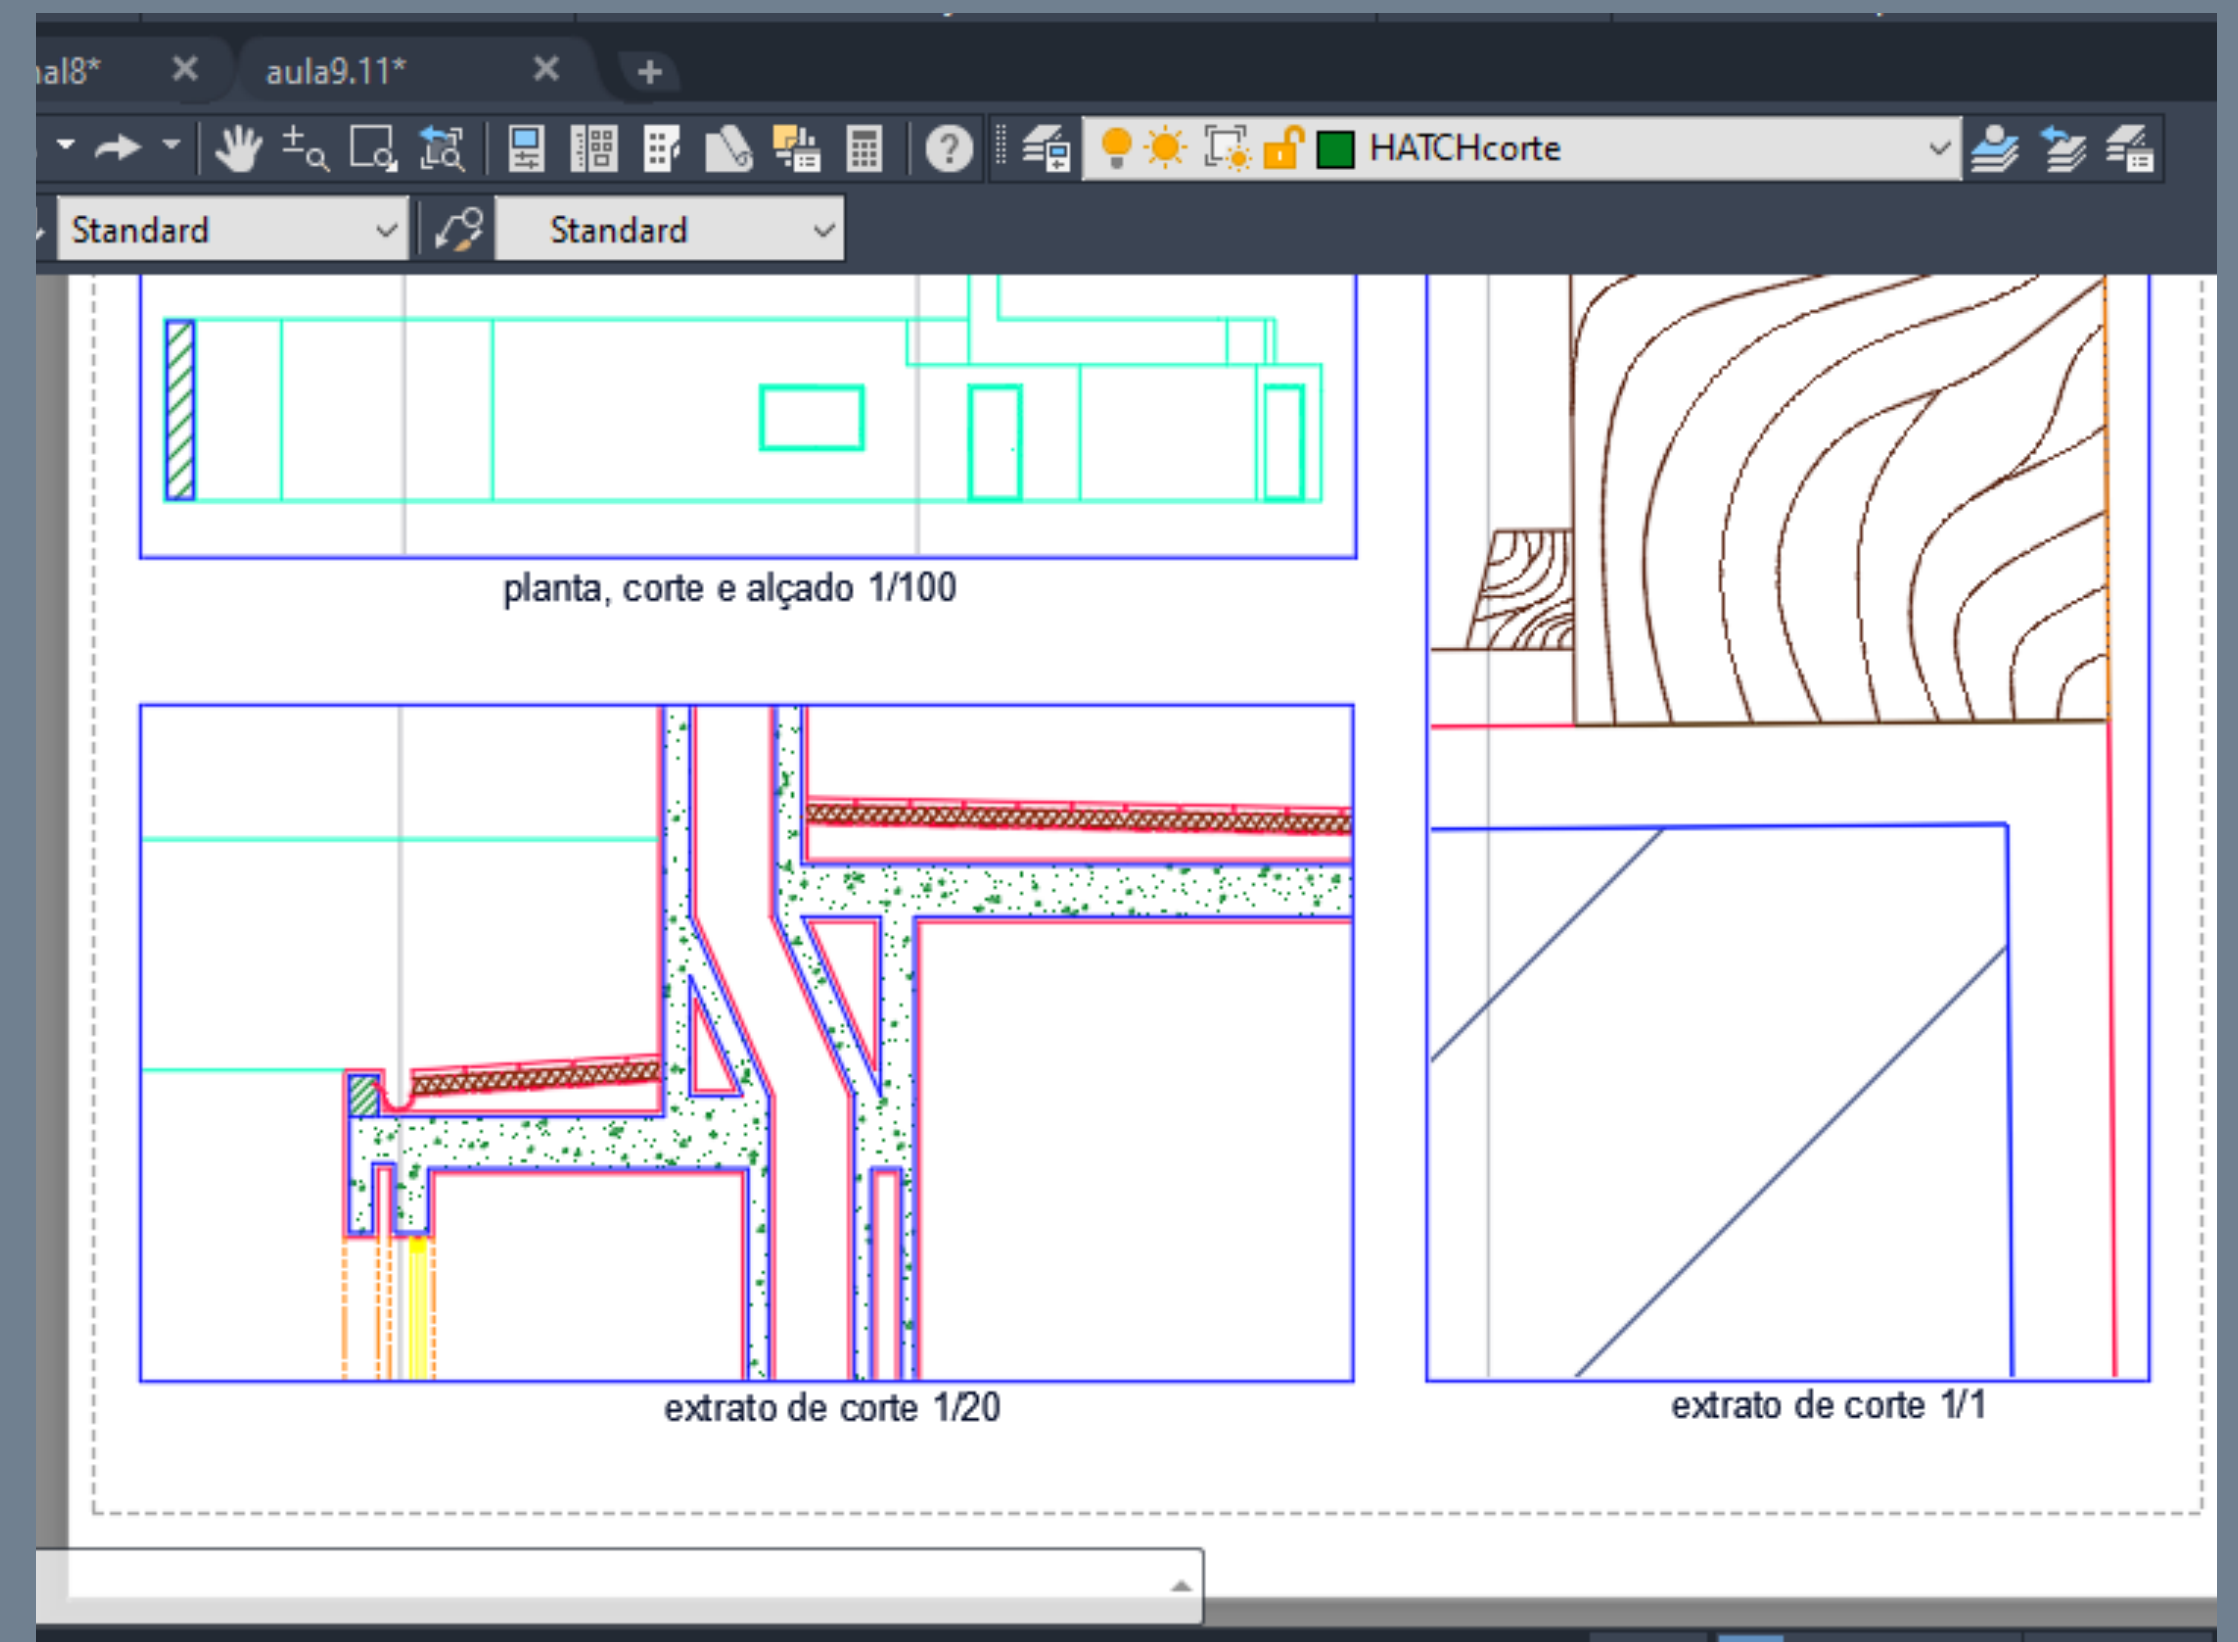 al8*
aula9.11*
HATCHcorte
Standard
Standard
planta, corte e alçado 1/100
extrato de corte 1/20
extrato de corte 1/1